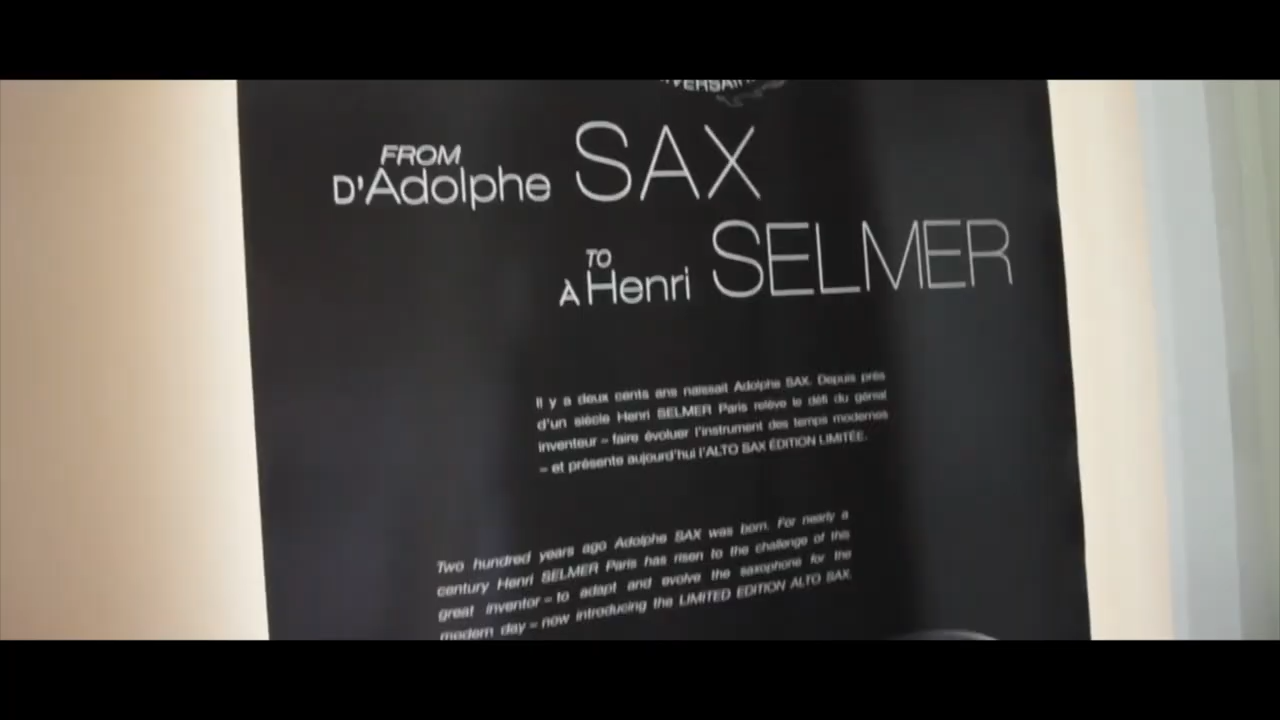 FROM
D'Adolphe SAX
TO
À Henri SELMER
Il y a deux cents ans naissait Adolphe SAX. Depuis près
d'un siècle Henri SELMER Paris relève le défi du génial
inventeur – faire évoluer l'instrument des temps modernes
– et présente aujourd'hui l'ALTO SAX ÉDITION LIMITÉE.
Two hundred years ago Adolphe SAX was born. For nearly a
century Henri SELMER Paris has risen to the challenge of this
great inventor – to adapt and evolve the saxophone for the
modern day – now introducing the LIMITED EDITION ALTO SAX.